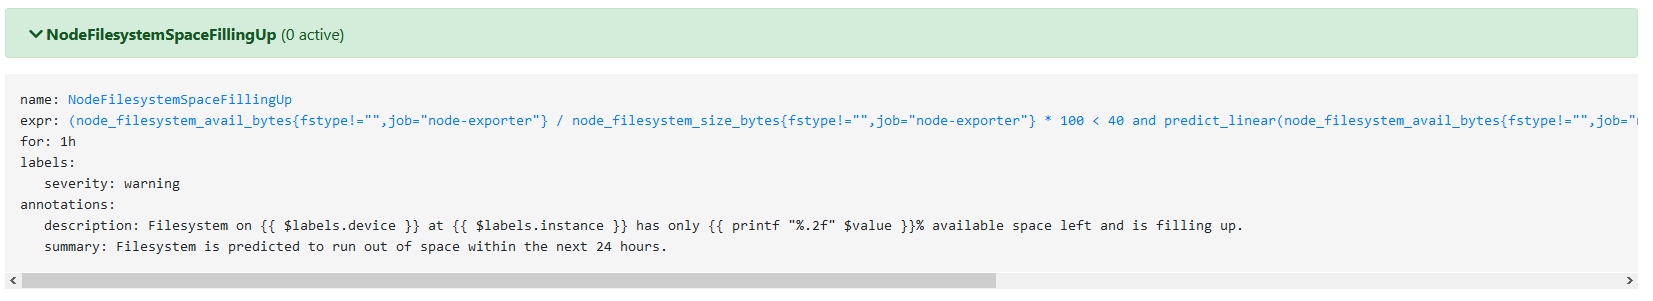 NodeFilesystemSpaceFillingUp (0 active)
name: NodeFilesystemSpaceFillingUp
expr: (node_filesystem_avail_bytes{fstype!="",job="node-exporter"} / node_filesystem_size_bytes{fstype!="",job="node-exporter"} * 100 < 40 and predict_linear(node_filesystem_avail_bytes{fstype!="",job="
for: 1h
labels:
severity: warning
annotations:
description: Filesystem on {{ $labels.device }} at {{ $labels.instance }} has only {{ printf "%.2f" $value }}% available space left and is filling up.
summary: Filesystem is predicted to run out of space within the next 24 hours.